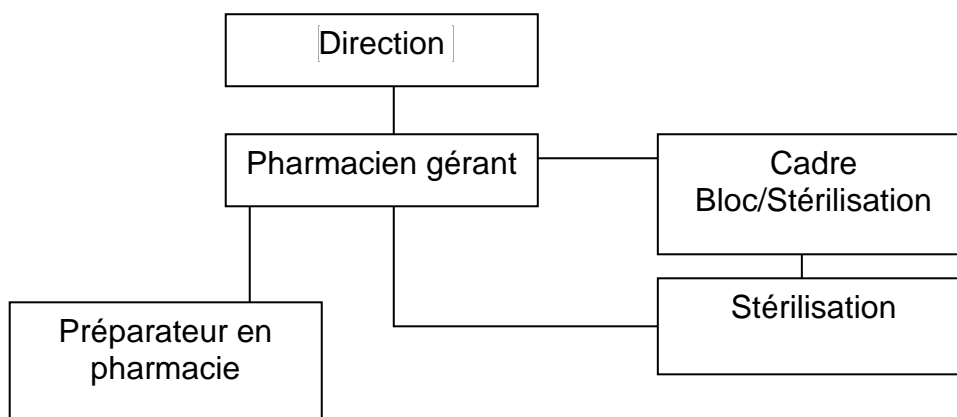 Direction
Pharmacien gérant
Cadre
Bloc/Stérilisation
Stérilisation
Préparateur en
pharmacie